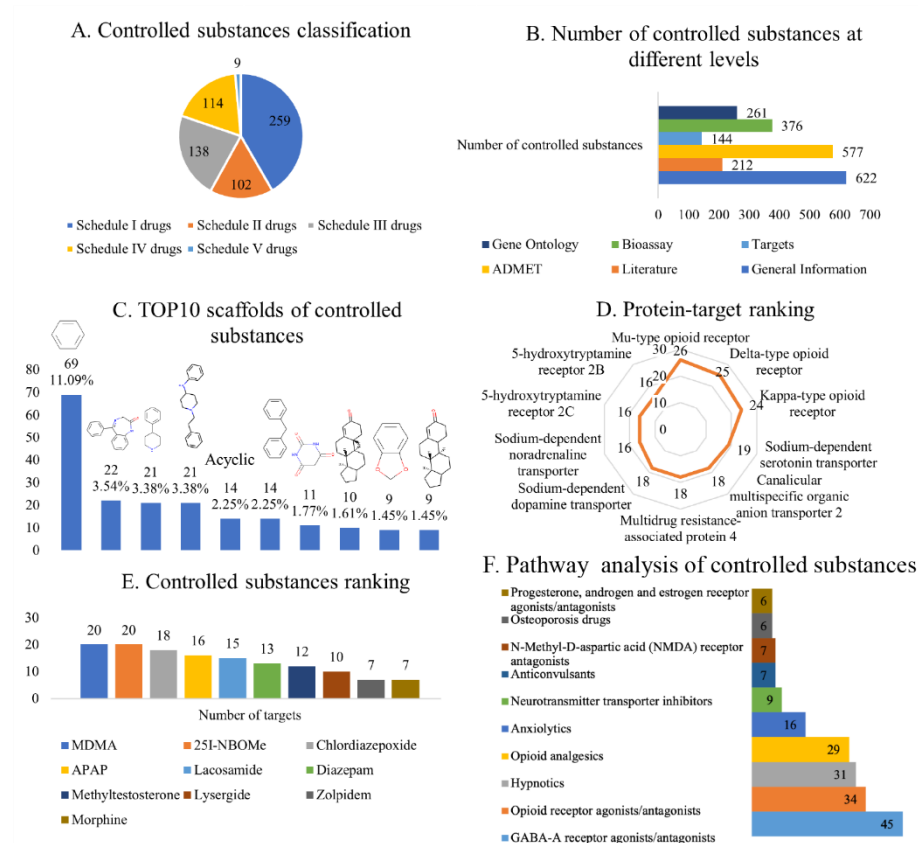 A. Controlled substances classification
9
114
259
138
102
Schedule I drugs Schedule II drugs Schedule III drugs
Schedule IV drugs Schedule V drugs
B. Number of controlled substances at
different levels
261
376
Number of controlled substances
144
577
212
622
0 100 200 300 400 500 600 700
Gene Ontology Bioassay Targets
ADMET Literature General Information
C. TOP10 scaffolds of controlled
substances
80
70
60
50
40
30
20
10
0
69
11.09%
22
3.54%
21
3.38%
21
3.38%
Acyclic
14
2.25%
14
2.25%
11
1.77%
10
1.61%
9
1.45%
9
1.45%
D. Protein-target ranking
Mu-type opioid receptor
5-hydroxytryptamine
receptor 2B
Delta-type opioid
receptor
5-hydroxytryptamine
receptor 2C
Kappa-type opioid
receptor
Sodium-dependent
noradrenaline
transporter
Sodium-dependent
serotonin transporter
Sodium-dependent
dopamine transporter
Canalicular
multispecific organic
anion transporter 2
Multidrug resistance-
associated protein 4
30
20
10
0
26
25
24
19
18
18
18
16
16
16
E. Controlled substances ranking
30
20
10
0
20 20 18 16 15 13 12 10 7 7
Number of targets
MDMA 25I-NBOMe Chlordiazepoxide
APAP Lacosamide Diazepam
Methyltestosterone Lysergide Zolpidem
Morphine
F. Pathway analysis of controlled substances
Progesterone, androgen and estrogen receptor
agonists/antagonists
6
Osteoporosis drugs
6
N-Methyl-D-aspartic acid (NMDA) receptor
antagonists
7
Anticonvulsants
7
Neurotransmitter transporter inhibitors
9
Anxiolytics
16
Opioid analgesics
29
Hypnotics
31
Opioid receptor agonists/antagonists
34
GABA-A receptor agonists/antagonists
45